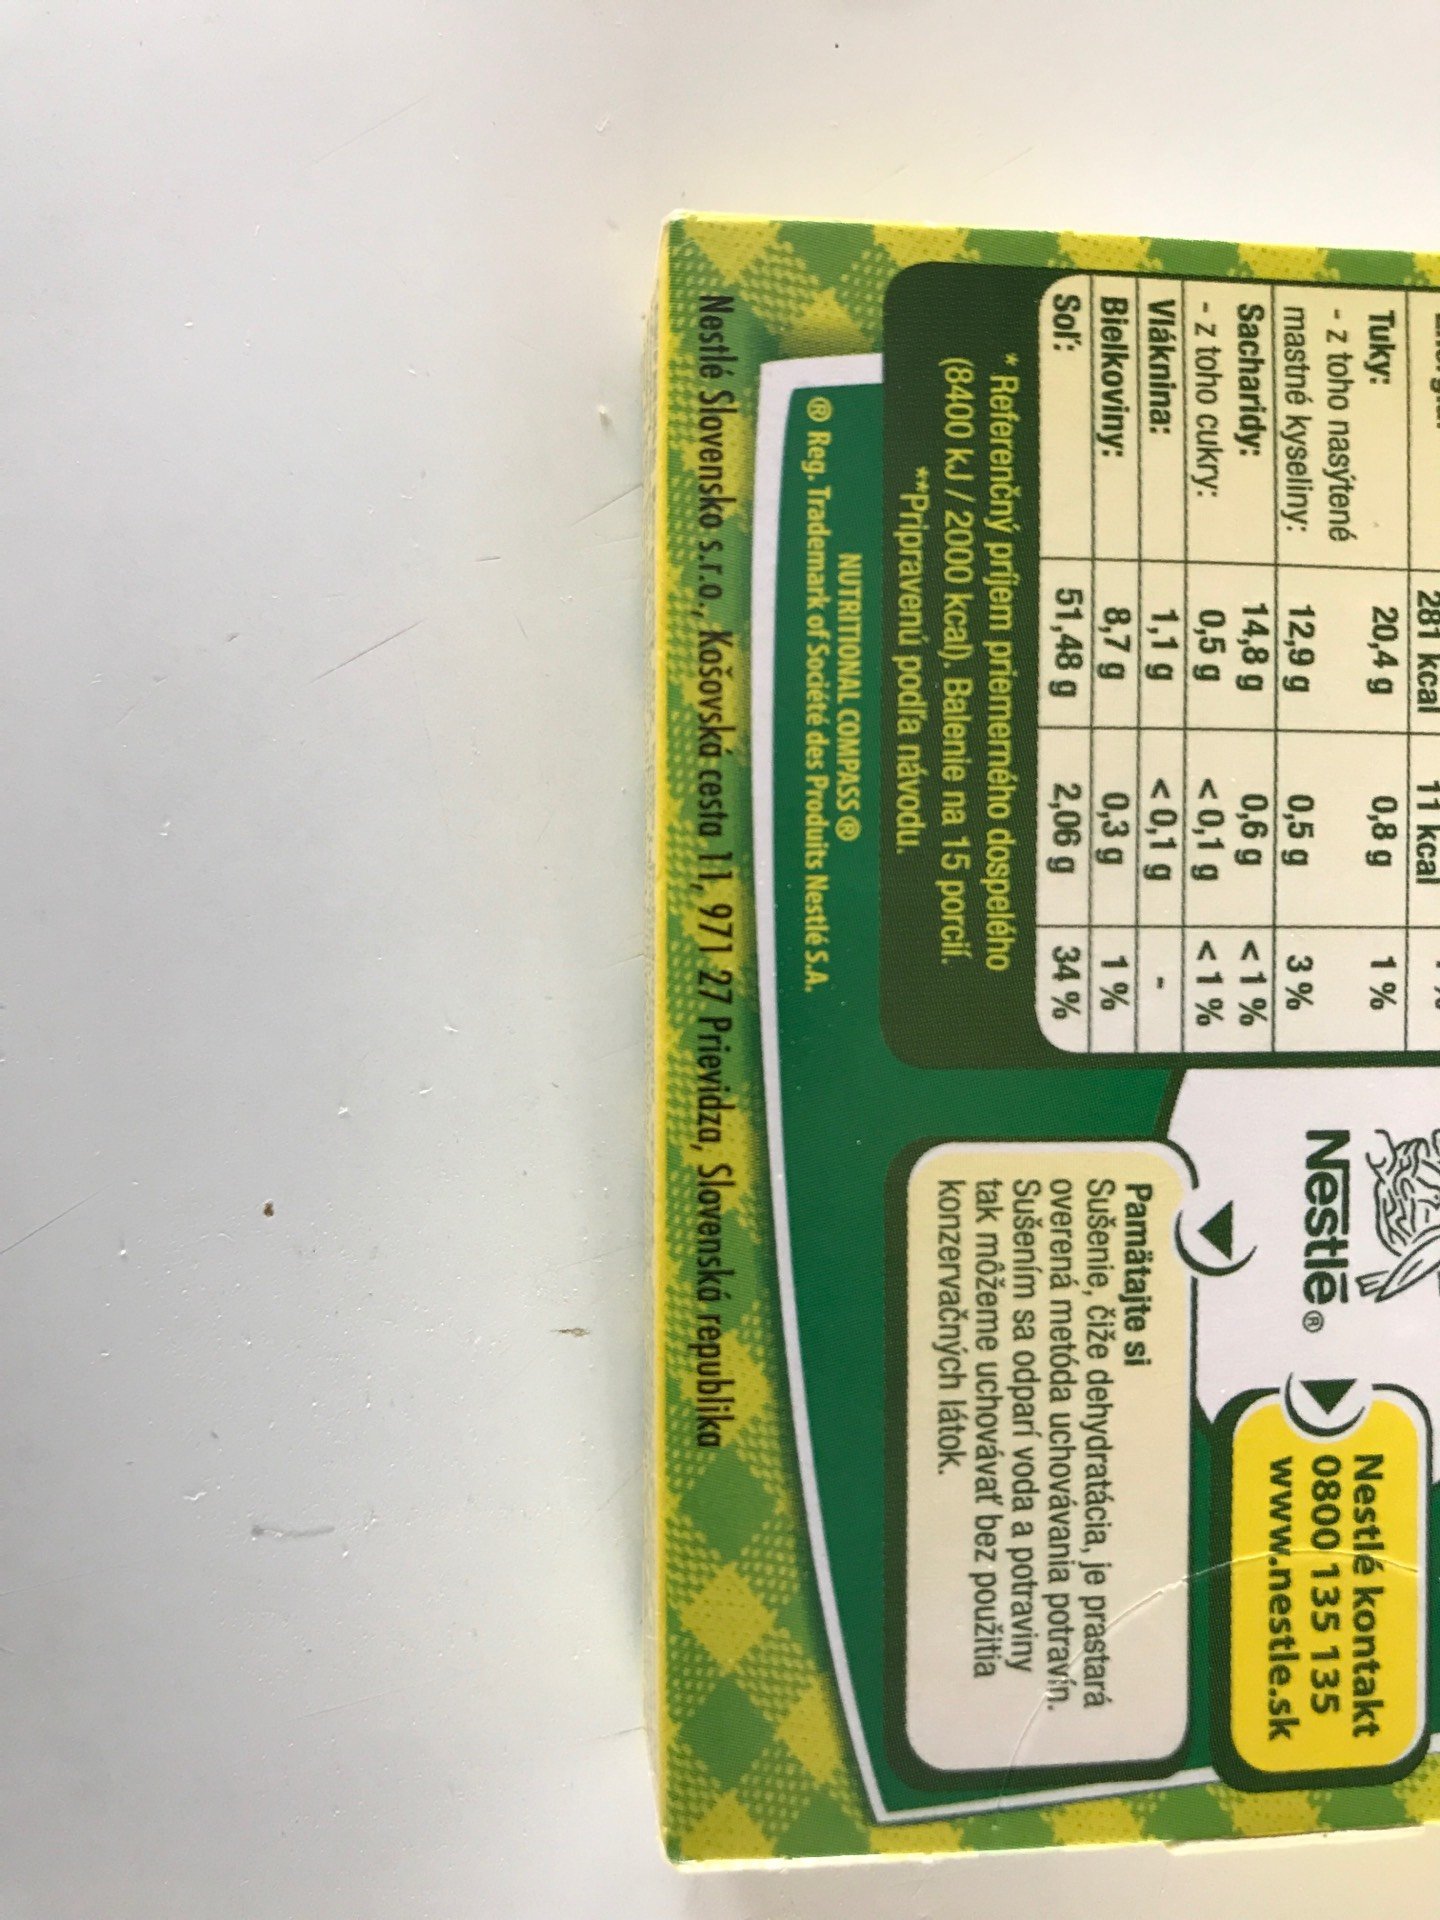 281 kcal 11 kcal
Tuky: 20,4 g 0,8 g 1 %
- z toho nasýtené
mastné kyseliny: 12,9 g 0,5 g 3 %
Sacharidy: 14,8 g 0,6 g <1 %
- z toho cukry: 0,5 g <0,1 g <1 %
Vláknina: 1,1 g <0,1 g -
Bielkoviny: 8,7 g 0,3 g 1 %
Soľ: 51,48 g 2,06 g 34 %
* Referenčný príjem priemerného dospelého
(8400 kJ / 2000 kcal). Balenie na 15 porcií.
**Pripravenú podľa návodu.
NUTRITIONAL COMPASS ®
® Reg. Trademark of Société des Produits Nestlé S.A.
Nestlé Slovensko s.r.o., Košovská cesta 11, 971 27 Prievidza, Slovenská republika
Nestlé®
Nestlé kontakt
0800 135 135
www.nestle.sk
Pamätajte si
Sušenie, čiže dehydratácia, je prastará
overená metóda uchovávania potravín.
Sušením sa odparí voda a potraviny
tak môžeme uchovávať bez použitia
konzervačných látok.